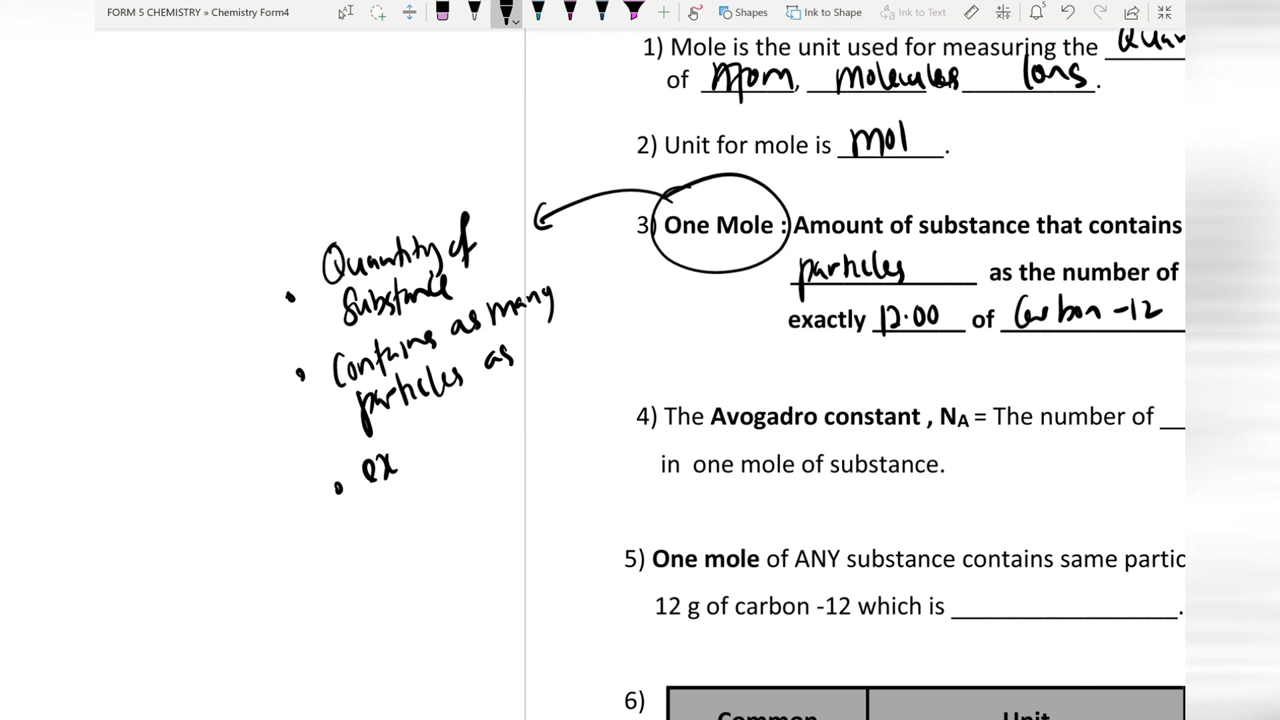 FORM 5 CHEMISTRY » Chemistry Form4
Shapes
Ink to Shape
Ink to Text
1) Mole is the unit used for measuring the
of Atom, molecules Ions.
2) Unit for mole is mol.
3) One Mole : Amount of substance that contains
particles as the number of
exactly 12.00 of Carbon-12
Quantity of
substance
Contains as many
particles as
ex
4) The Avogadro constant , NA = The number of
in one mole of substance.
5) One mole of ANY substance contains same partic
12 g of carbon -12 which is ____.
6)
Common
Unit